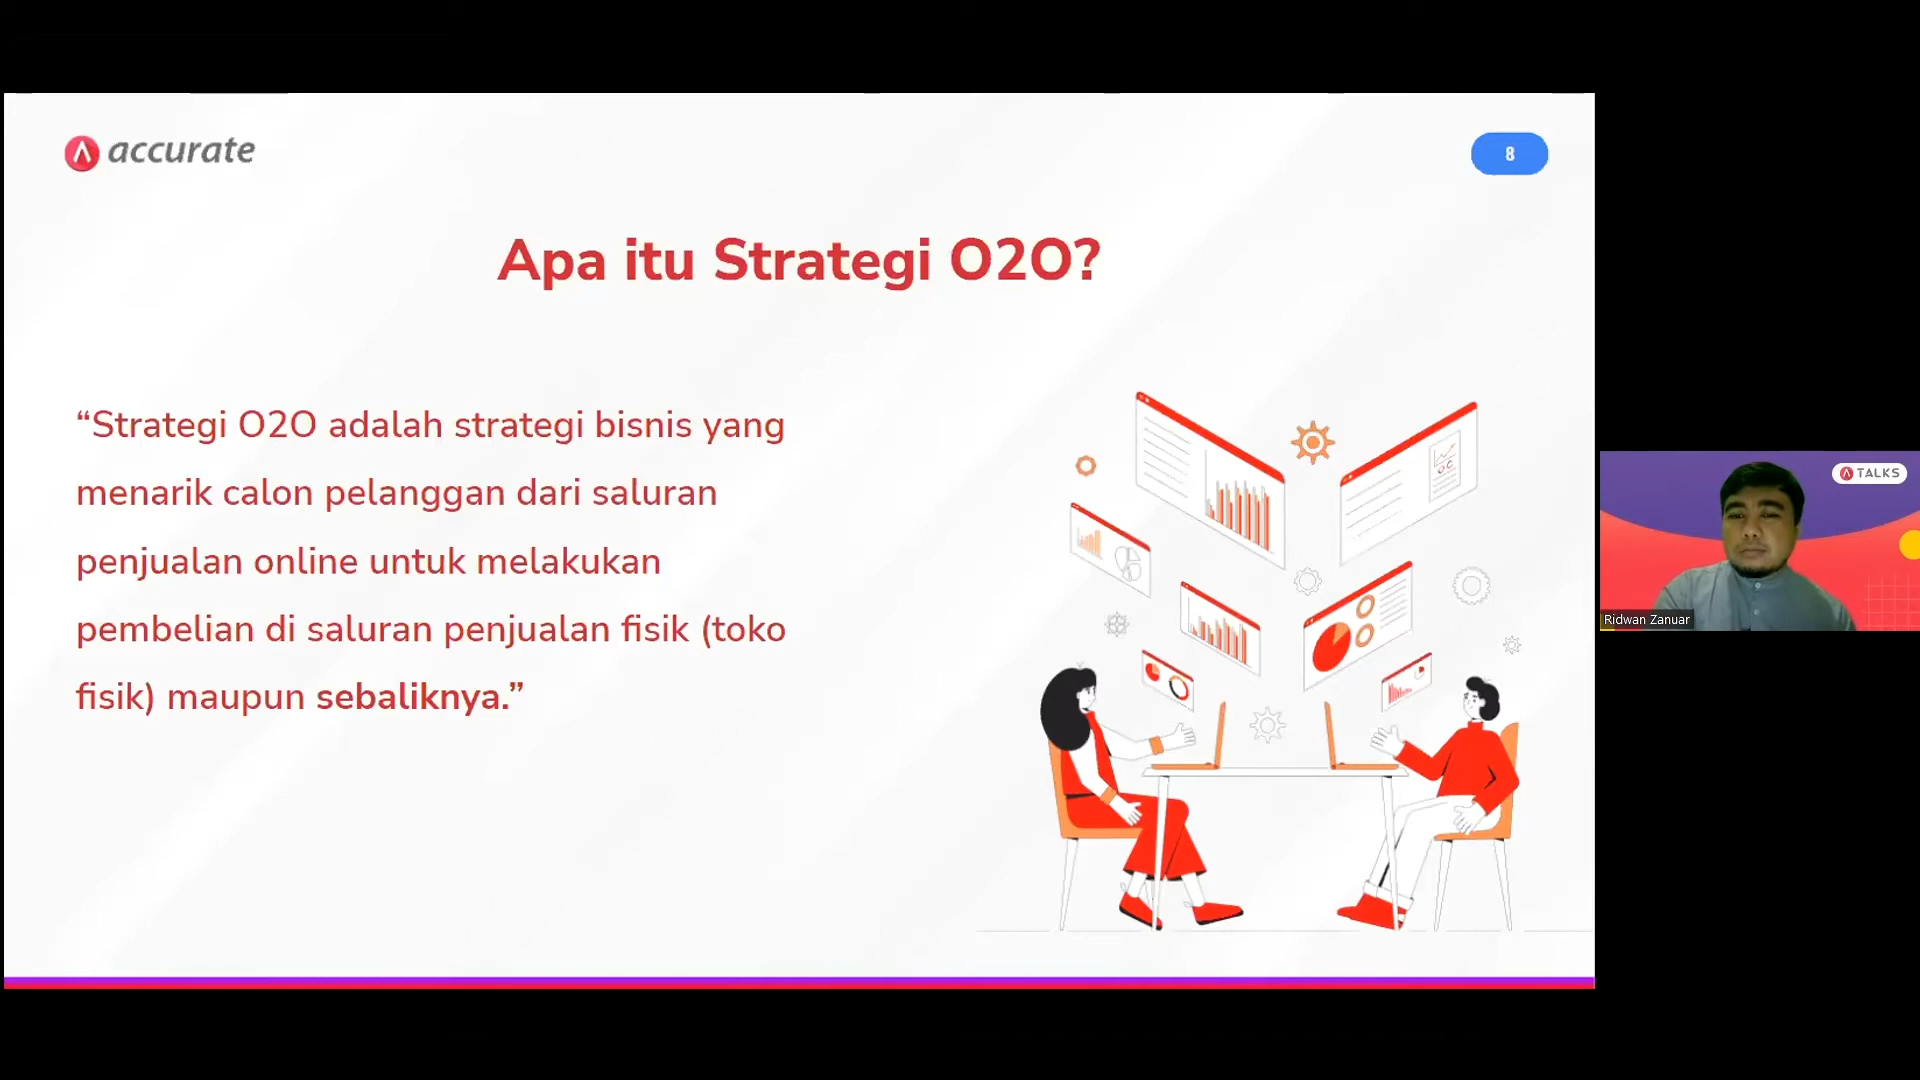 accurate
8
Apa itu Strategi O2O?
“Strategi O2O adalah strategi bisnis yang
menarik calon pelanggan dari saluran
penjualan online untuk melakukan
pembelian di saluran penjualan fisik (toko
fisik) maupun sebaliknya.”
TALKS
Ridwan Zanuar